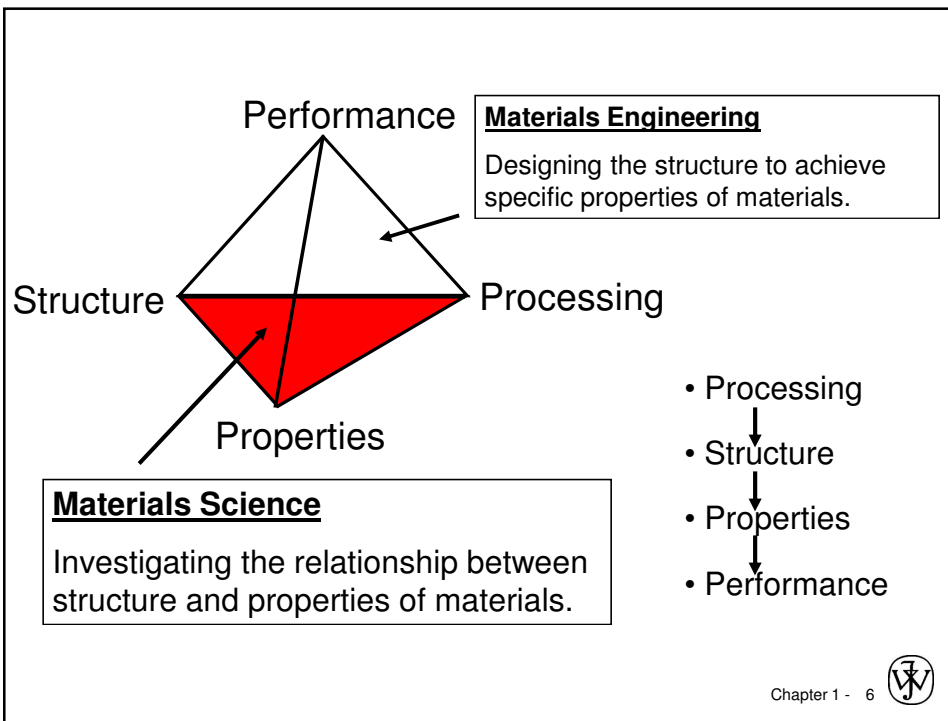 Performance
Materials Engineering
Designing the structure to achieve
specific properties of materials.
Structure
Processing
Properties
Materials Science
Investigating the relationship between
structure and properties of materials.
• Processing
• Structure
• Properties
• Performance
Chapter 1 - 6